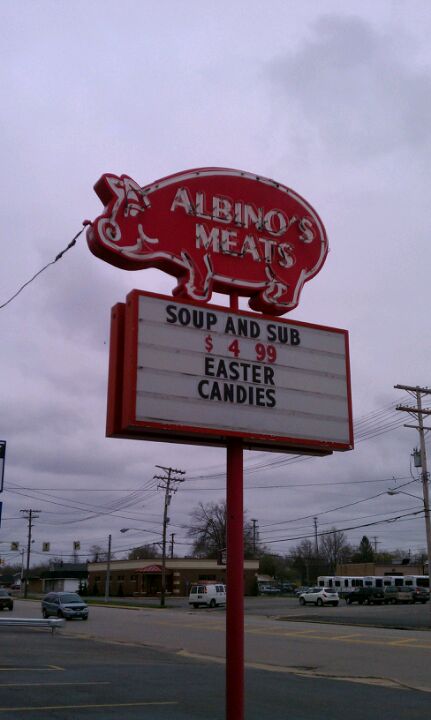 ALBINO'S
MEATS
SOUP AND SUB
$ 4 99
EASTER
CANDIES